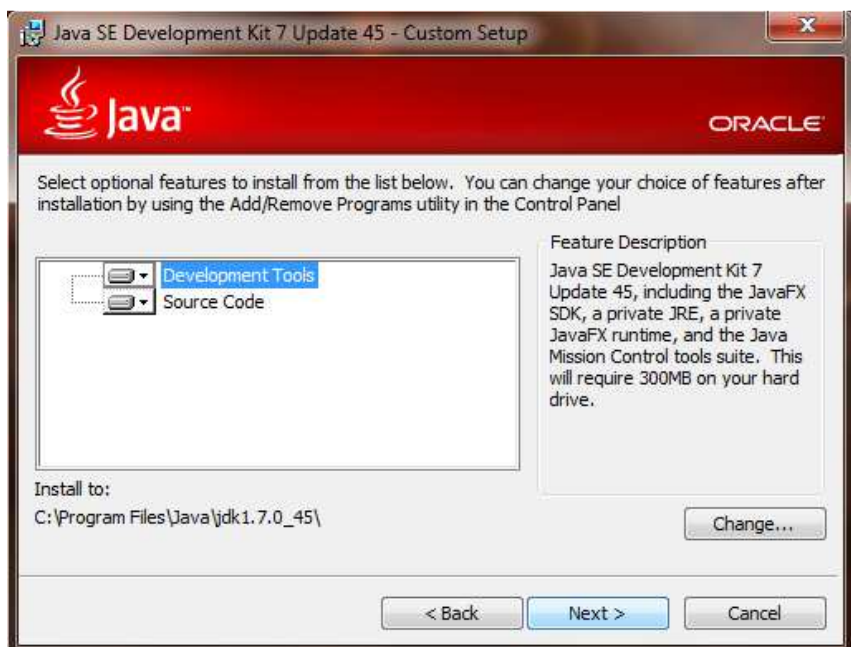 Java SE Development Kit 7 Update 45 - Custom Setup
Java™
ORACLE
Select optional features to install from the list below. You can change your choice of features after
installation by using the Add/Remove Programs utility in the Control Panel
Development Tools
Source Code
Feature Description
Java SE Development Kit 7
Update 45, including the JavaFX
SDK, a private JRE, a private
JavaFX runtime, and the Java
Mission Control tools suite. This
will require 300MB on your hard
drive.
Install to:
C:\Program Files\Java\jdk1.7.0_45\
Change...
< Back
Next >
Cancel